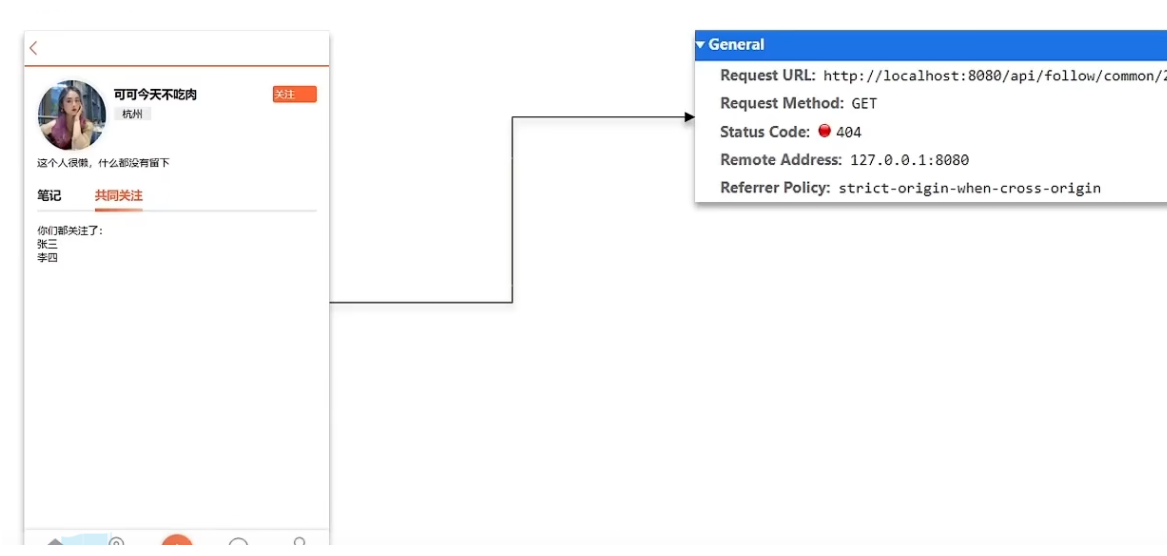 可可今天不吃肉
关注
杭州
这个人很懒，什么都没有留下
笔记 共同关注
你们都关注了：
张三
李四
General
Request URL: http://localhost:8080/api/follow/common/2
Request Method: GET
Status Code: 404
Remote Address: 127.0.0.1:8080
Referrer Policy: strict-origin-when-cross-origin